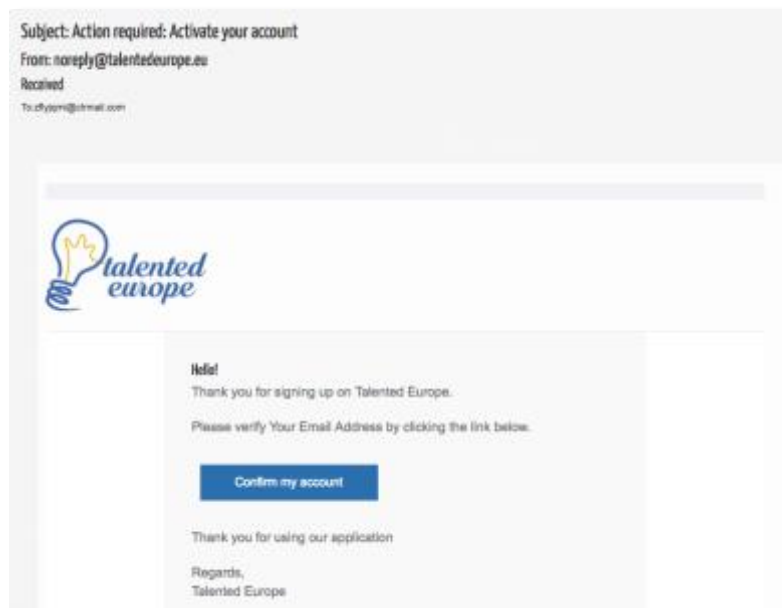 Subject: Action required: Activate your account
From: noreply@talentedeurope.eu
Received
talented
europe
Hello!
Thank you for signing up on Talented Europe.
Please verify Your Email Address by clicking the link below.
Confirm my account
Thank you for using our application
Regards,
Talented Europe